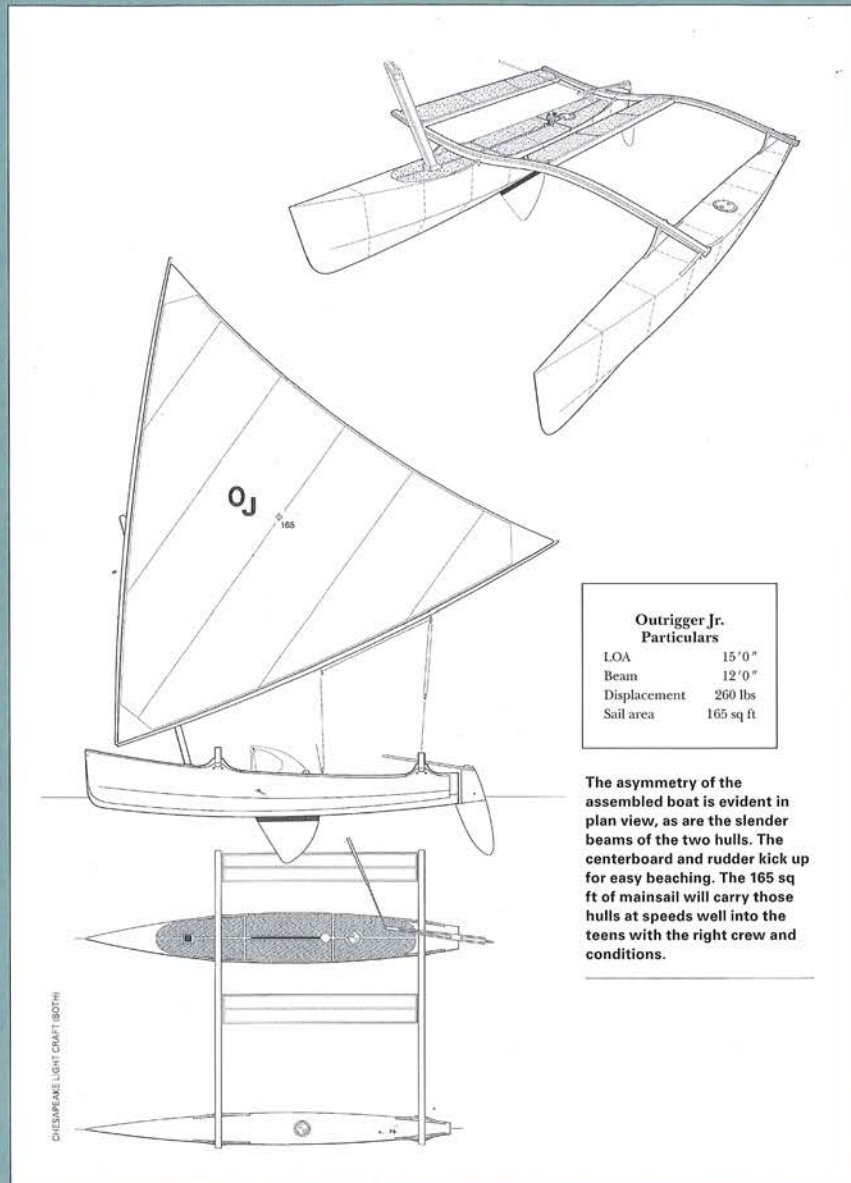 OJ
165
Outrigger Jr.
Particulars
LOA 15'0"
Beam 12'0"
Displacement 260 lbs
Sail area 165 sq ft
The asymmetry of the
assembled boat is evident in
plan view, as are the slender
beams of the two hulls. The
centerboard and rudder kick up
for easy beaching. The 165 sq
ft of mainsail will carry those
hulls at speeds well into the
teens with the right crew and
conditions.
CHESAPEAKE LIGHT CRAFT (BOTH)